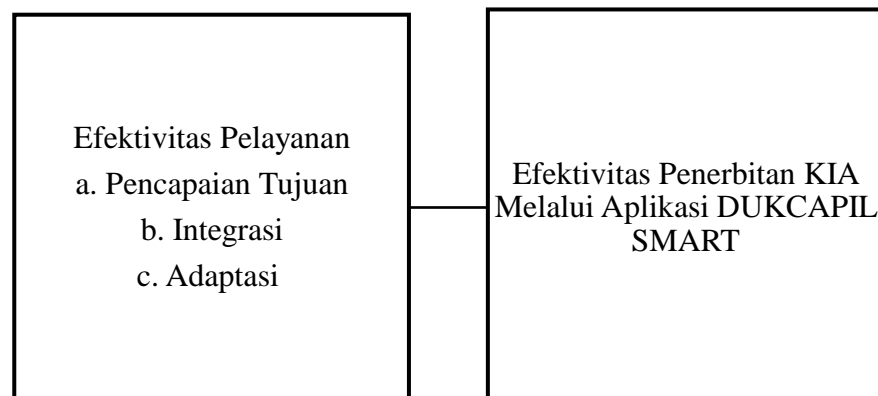 Efektivitas Pelayanan
a. Pencapaian Tujuan
b. Integrasi
c. Adaptasi
Efektivitas Penerbitan KIA
Melalui Aplikasi DUKCAPIL
SMART